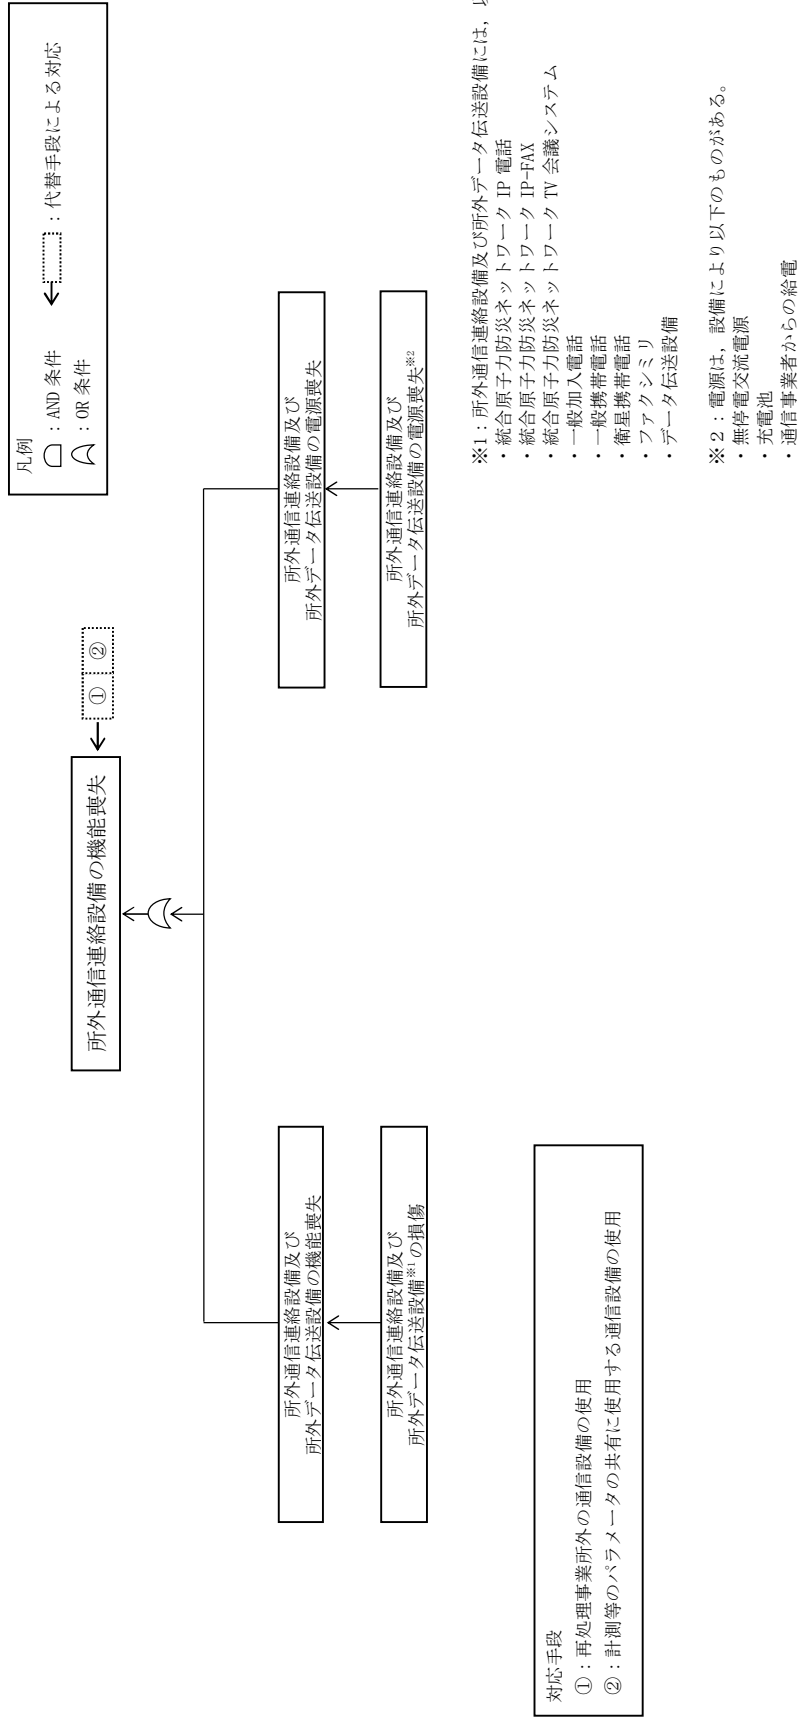 凡例
：AND 条件
：OR 条件
：代替手段による対応
所外通信連絡設備の機能喪失
① ②
所外通信連絡設備及び
所外データ伝送設備の機能喪失
所外通信連絡設備及び
所外データ伝送設備※1の損傷
所外通信連絡設備及び
所外データ伝送設備の電源喪失
所外通信連絡設備及び
所外データ伝送設備の電源喪失※2
対応手段
①：再処理事業所外の通信設備の使用
②：計測等のパラメータの共有に使用する通信設備の使用
※1：所外通信連絡設備及び所外データ伝送設備には，
・統合原子力防災ネットワーク IP 電話
・統合原子力防災ネットワーク IP-FAX
・統合原子力防災ネットワーク TV 会議システム
・一般加入電話
・一般携帯電話
・衛星携帯電話
・ファクシミリ
・データ伝送設備
※２：電源は，設備により以下のものがある。
・無停電交流電源
・充電池
・通信事業者からの給電